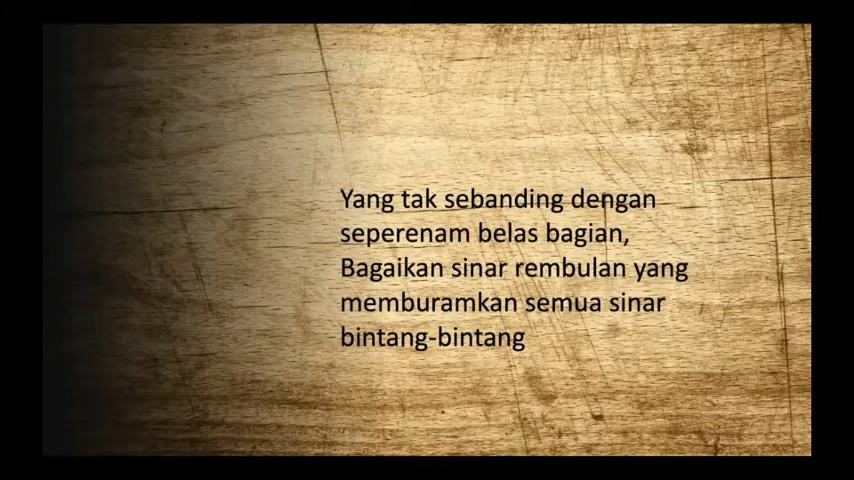 Yang tak sebanding dengan
seperenam belas bagian,
Bagaikan sinar rembulan yang
memburamkan semua sinar
bintang-bintang